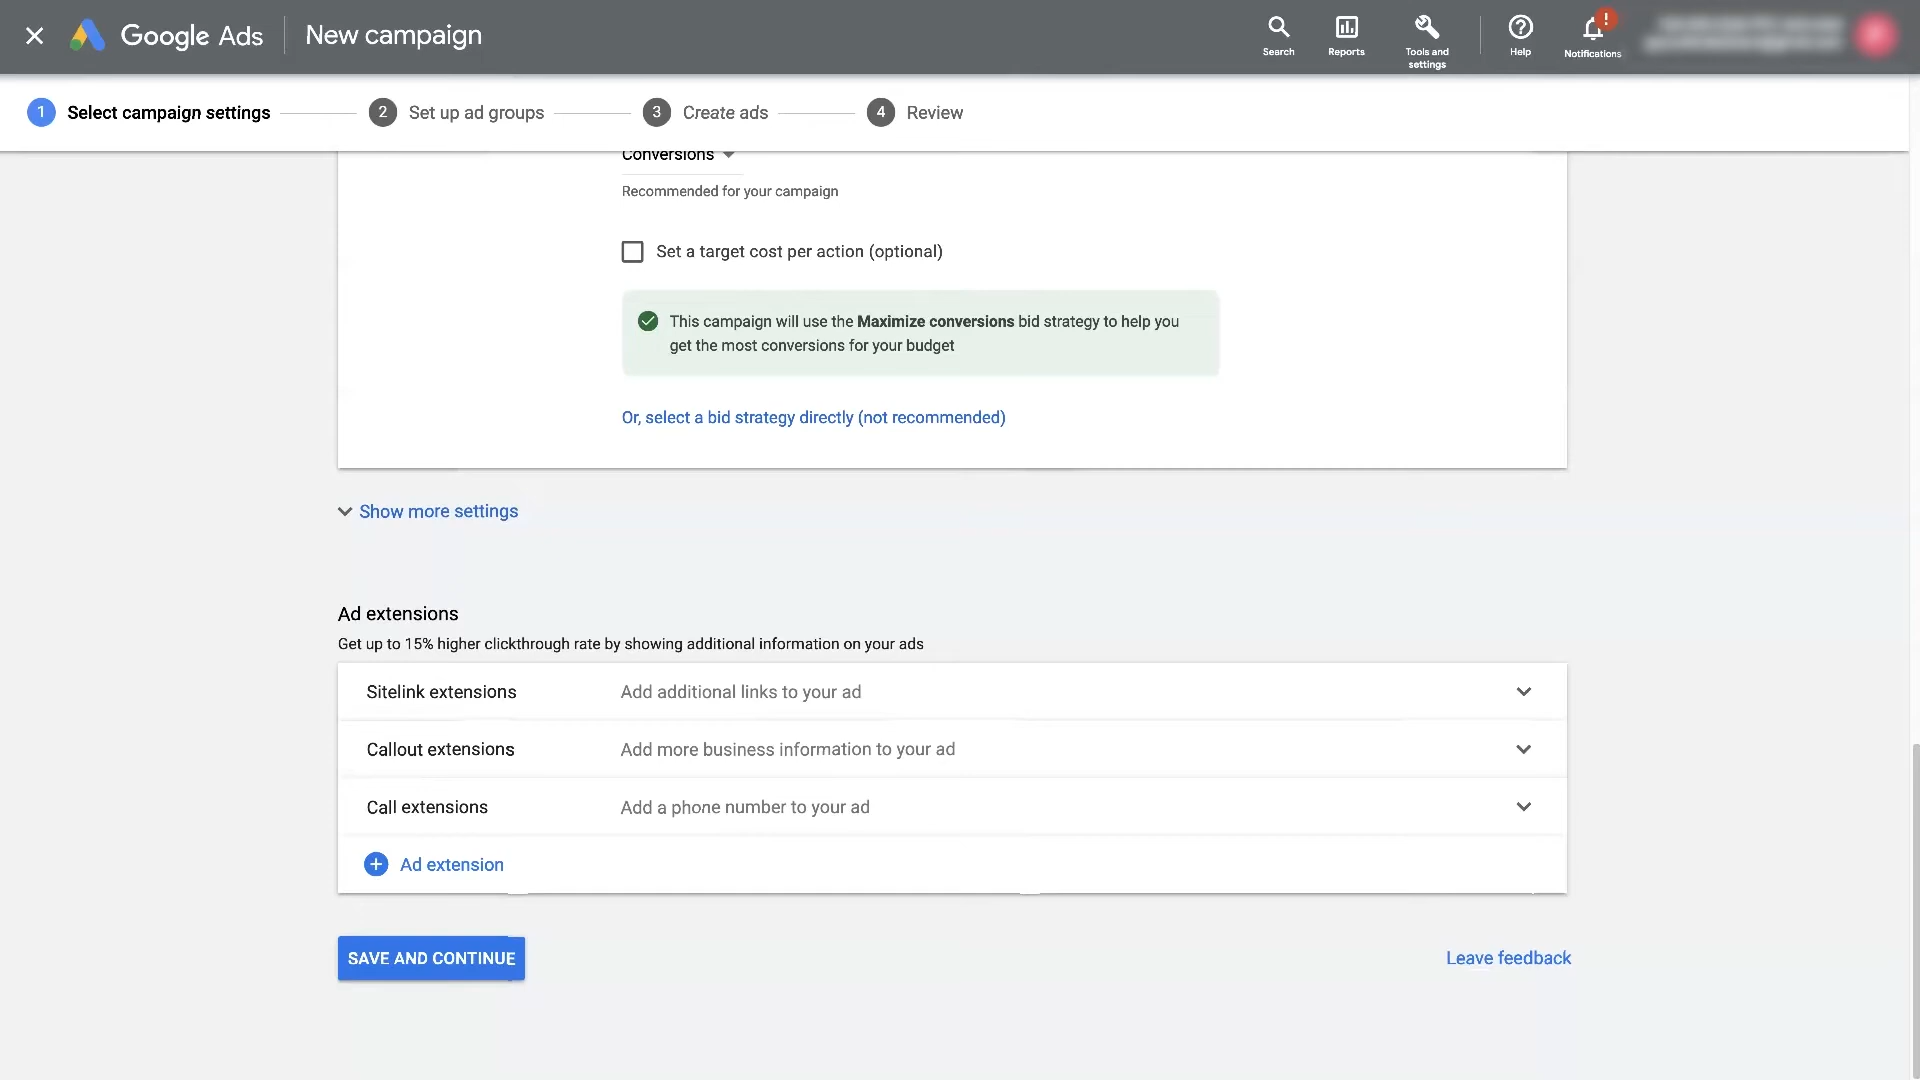 Google Ads
New campaign
Search
Reports
Tools and
settings
Help
!
Notifications
1 Select campaign settings
2 Set up ad groups
3 Create ads
4 Review
Conversions
Recommended for your campaign
Set a target cost per action (optional)
This campaign will use the Maximize conversions bid strategy to help you
get the most conversions for your budget
Or, select a bid strategy directly (not recommended)
Show more settings
Ad extensions
Get up to 15% higher clickthrough rate by showing additional information on your ads
Sitelink extensions Add additional links to your ad
Callout extensions Add more business information to your ad
Call extensions Add a phone number to your ad
Ad extension
SAVE AND CONTINUE
Leave feedback